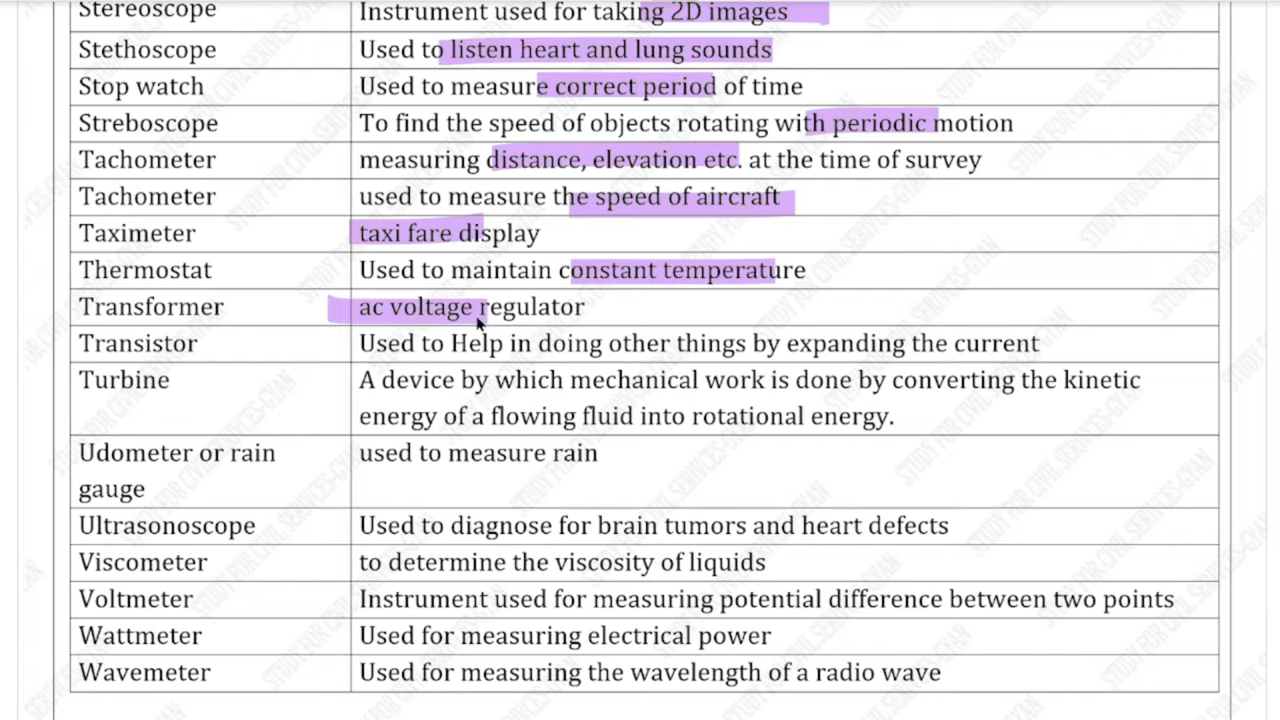 Stereoscope Instrument used for taking 2D images
Stethoscope Used to listen heart and lung sounds
Stop watch Used to measure correct period of time
Streboscope To find the speed of objects rotating with periodic motion
Tachometer measuring distance, elevation etc. at the time of survey
Tachometer used to measure the speed of aircraft
Taximeter taxi fare display
Thermostat Used to maintain constant temperature
Transformer ac voltage regulator
Transistor Used to Help in doing other things by expanding the current
Turbine A device by which mechanical work is done by converting the kinetic
energy of a flowing fluid into rotational energy.
Udometer or rain used to measure rain
gauge
Ultrasonoscope Used to diagnose for brain tumors and heart defects
Viscometer to determine the viscosity of liquids
Voltmeter Instrument used for measuring potential difference between two points
Wattmeter Used for measuring electrical power
Wavemeter Used for measuring the wavelength of a radio wave
STUDY FOR CIVIL SERVICES-GYAN